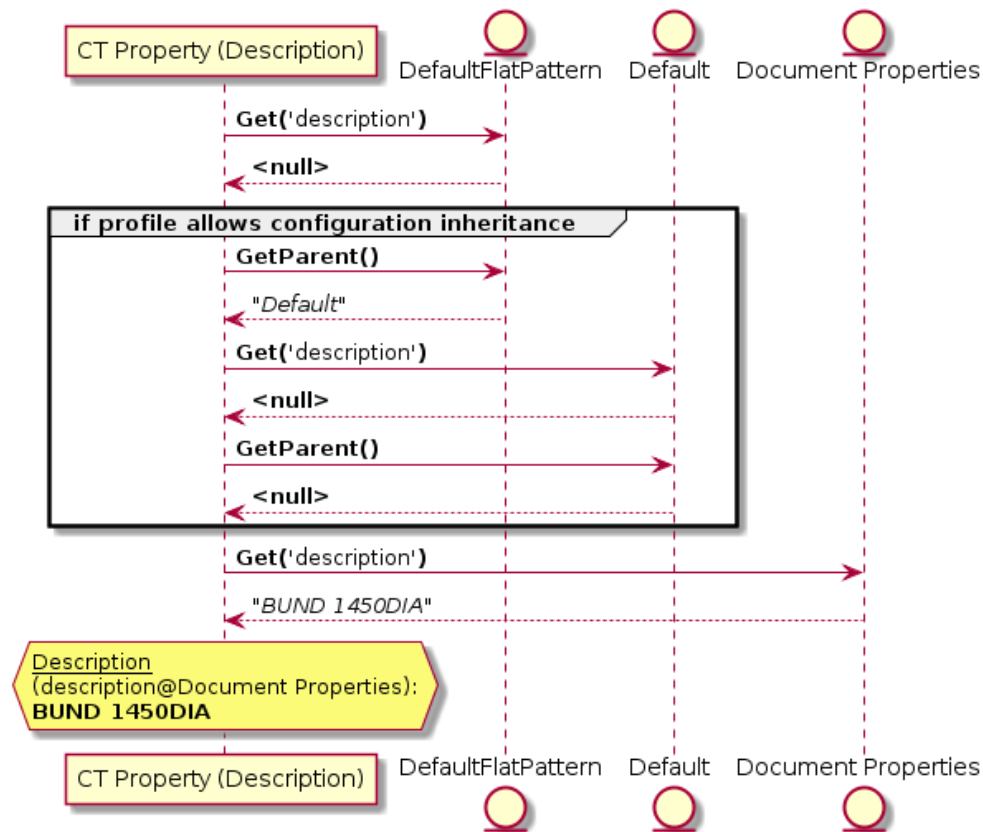 CT Property (Description)
DefaultFlatPattern
Default
Document Properties
Get('description')
<null>
if profile allows configuration inheritance
GetParent()
"Default"
Get('description')
<null>
GetParent()
<null>
Get('description')
"BUND 1450DIA"
Description
(description@Document Properties):
BUND 1450DIA
CT Property (Description)
DefaultFlatPattern
Default
Document Properties